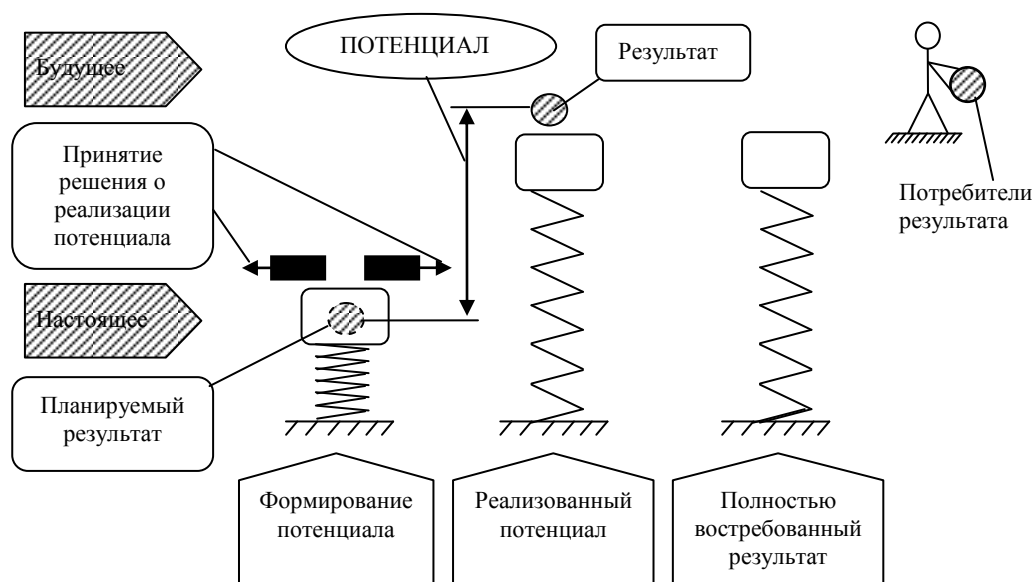 ПОТЕНЦИАЛ
Результат
Будущее
Принятие
решения о
реализации
потенциала
Потребители
результата
Настоящее
Планируемый
результат
Формирование
потенциала
Реализованный
потенциал
Полностью
востребованный
результат